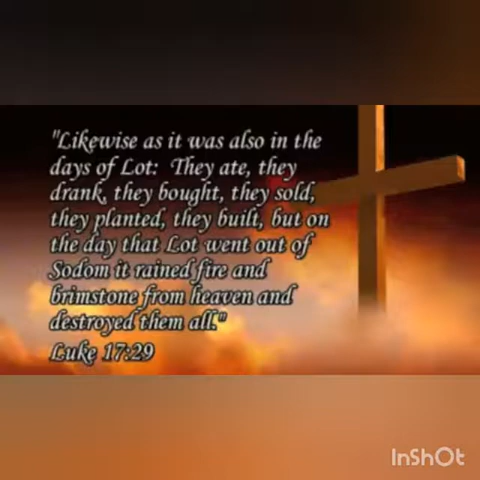 "Likewise as it was also in the
days of Lot: They ate, they
drank, they bought, they sold,
they planted, they built, but on
the day that Lot went out of
Sodom it rained fire and
brimstone from heaven and
destroyed them all."
Luke 17:29
InShOt